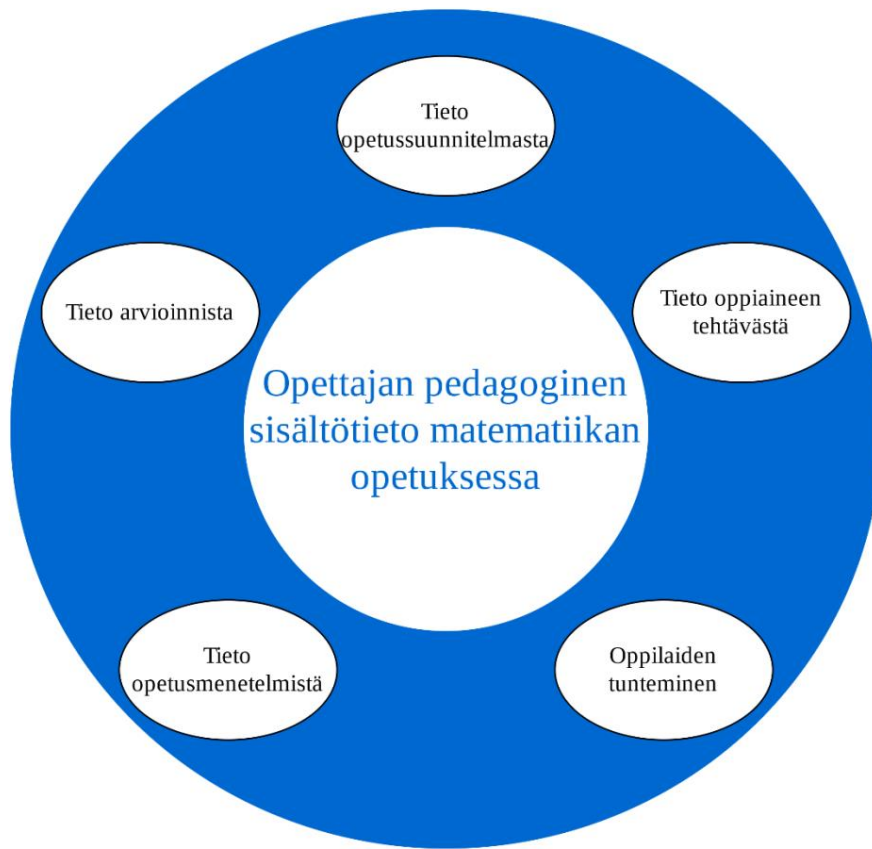 Tieto
opetussuunnitelmasta
Tieto arvioinnista
Tieto oppiaineen
tehtävästä
Opettajan pedagoginen
sisältötieto matematiikan
opetuksessa
Tieto
opetusmenetelmistä
Oppilaiden
tunteminen